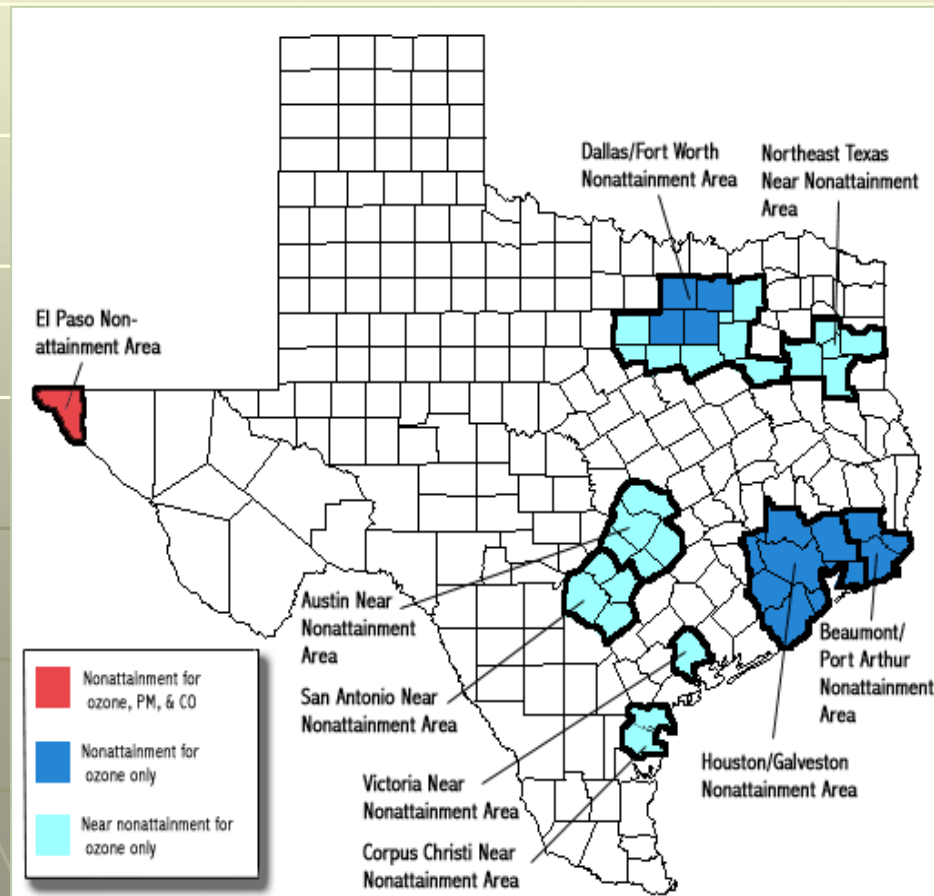 Dallas/Fort Worth
Nonattainment Area
Northeast Texas
Near Nonattainment
Area
El Paso Non-
attainment Area
Austin Near
Nonattainment
Area
San Antonio Near
Nonattainment Area
Victoria Near
Nonattainment Area
Corpus Christi Near
Nonattainment Area
Beaumont/
Port Arthur
Nonattainment
Area
Houston/Galveston
Nonattainment Area
Nonattainment for
ozone, PM, & CO
Nonattainment for
ozone only
Near nonattainment for
ozone only